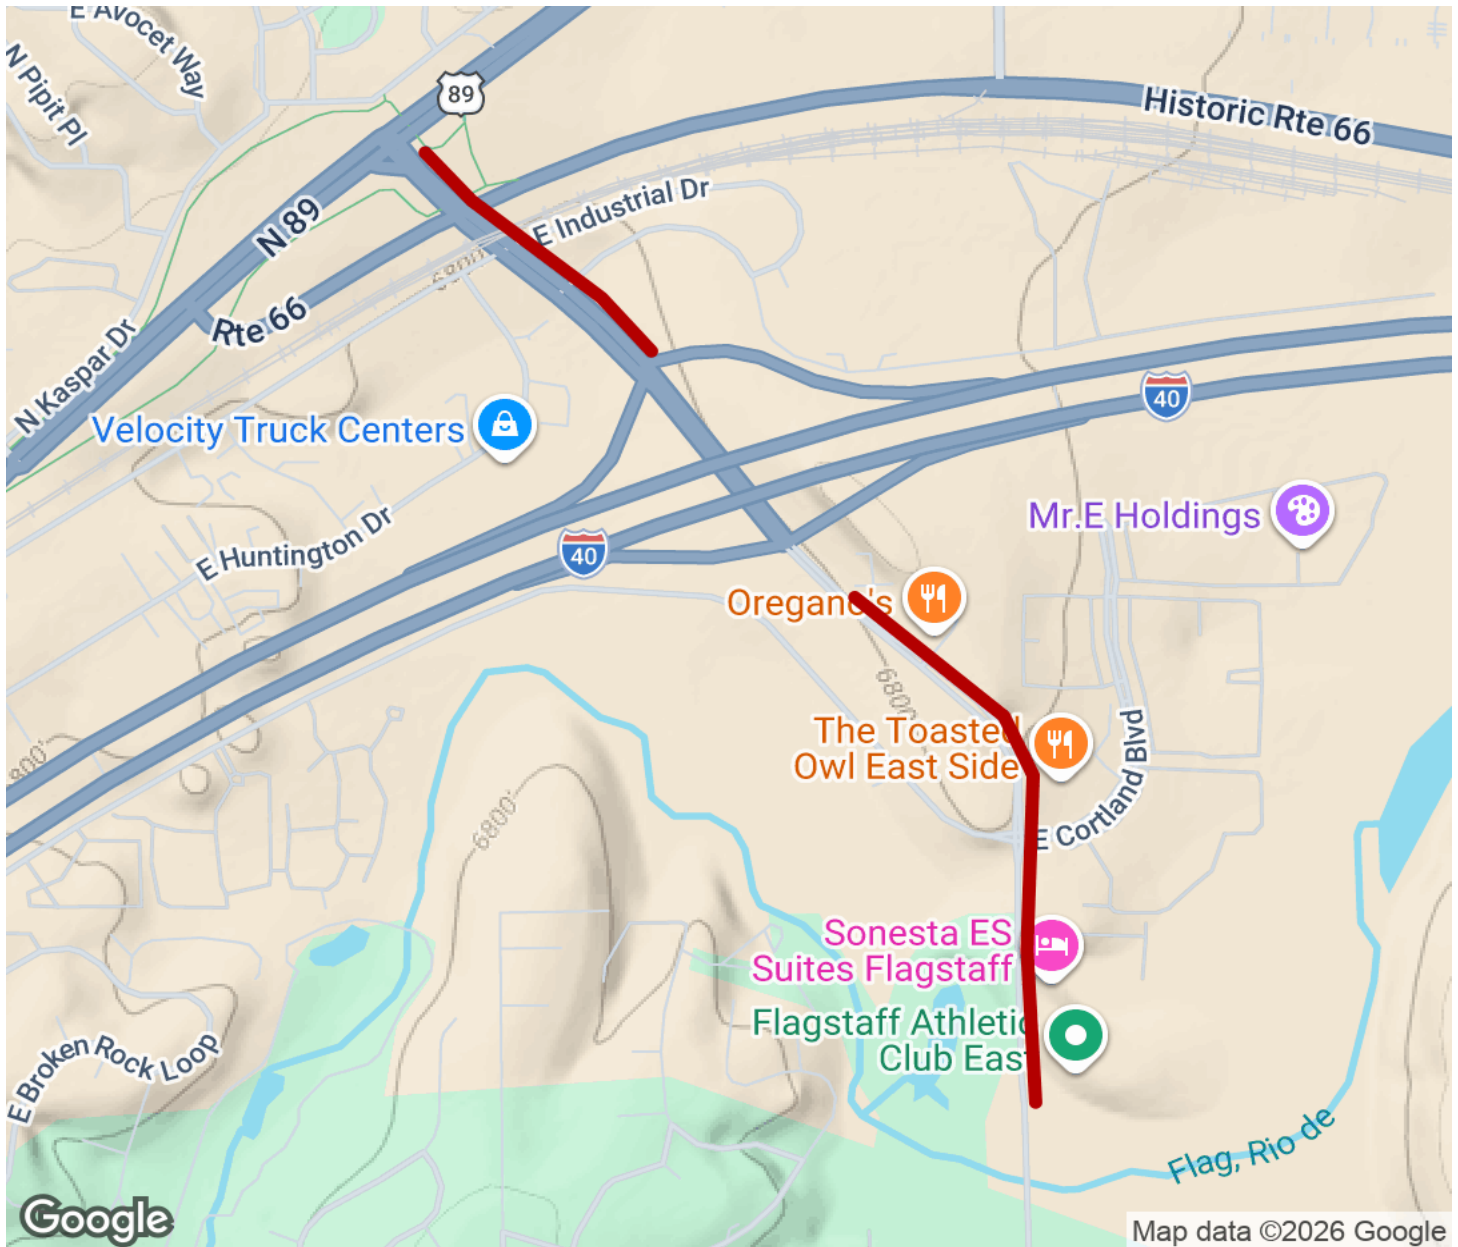 E Avocet Way
N Pipit Pl
89
Historic Rte 66
N 89
E Industrial Dr
6800
Rte 66
N Kaspar Dr
40
Velocity Truck Centers
Mr.E Holdings
E Huntington Dr
40
Oregano's
6800
800'
The Toasted
Owl East Side
E Cortland Blvd
6800'
Sonesta ES
Suites Flagstaff
Flagstaff Athletic
Club East
E Broken Rock Loop
Flag, Rio de
Google
Map data ©2026 Google